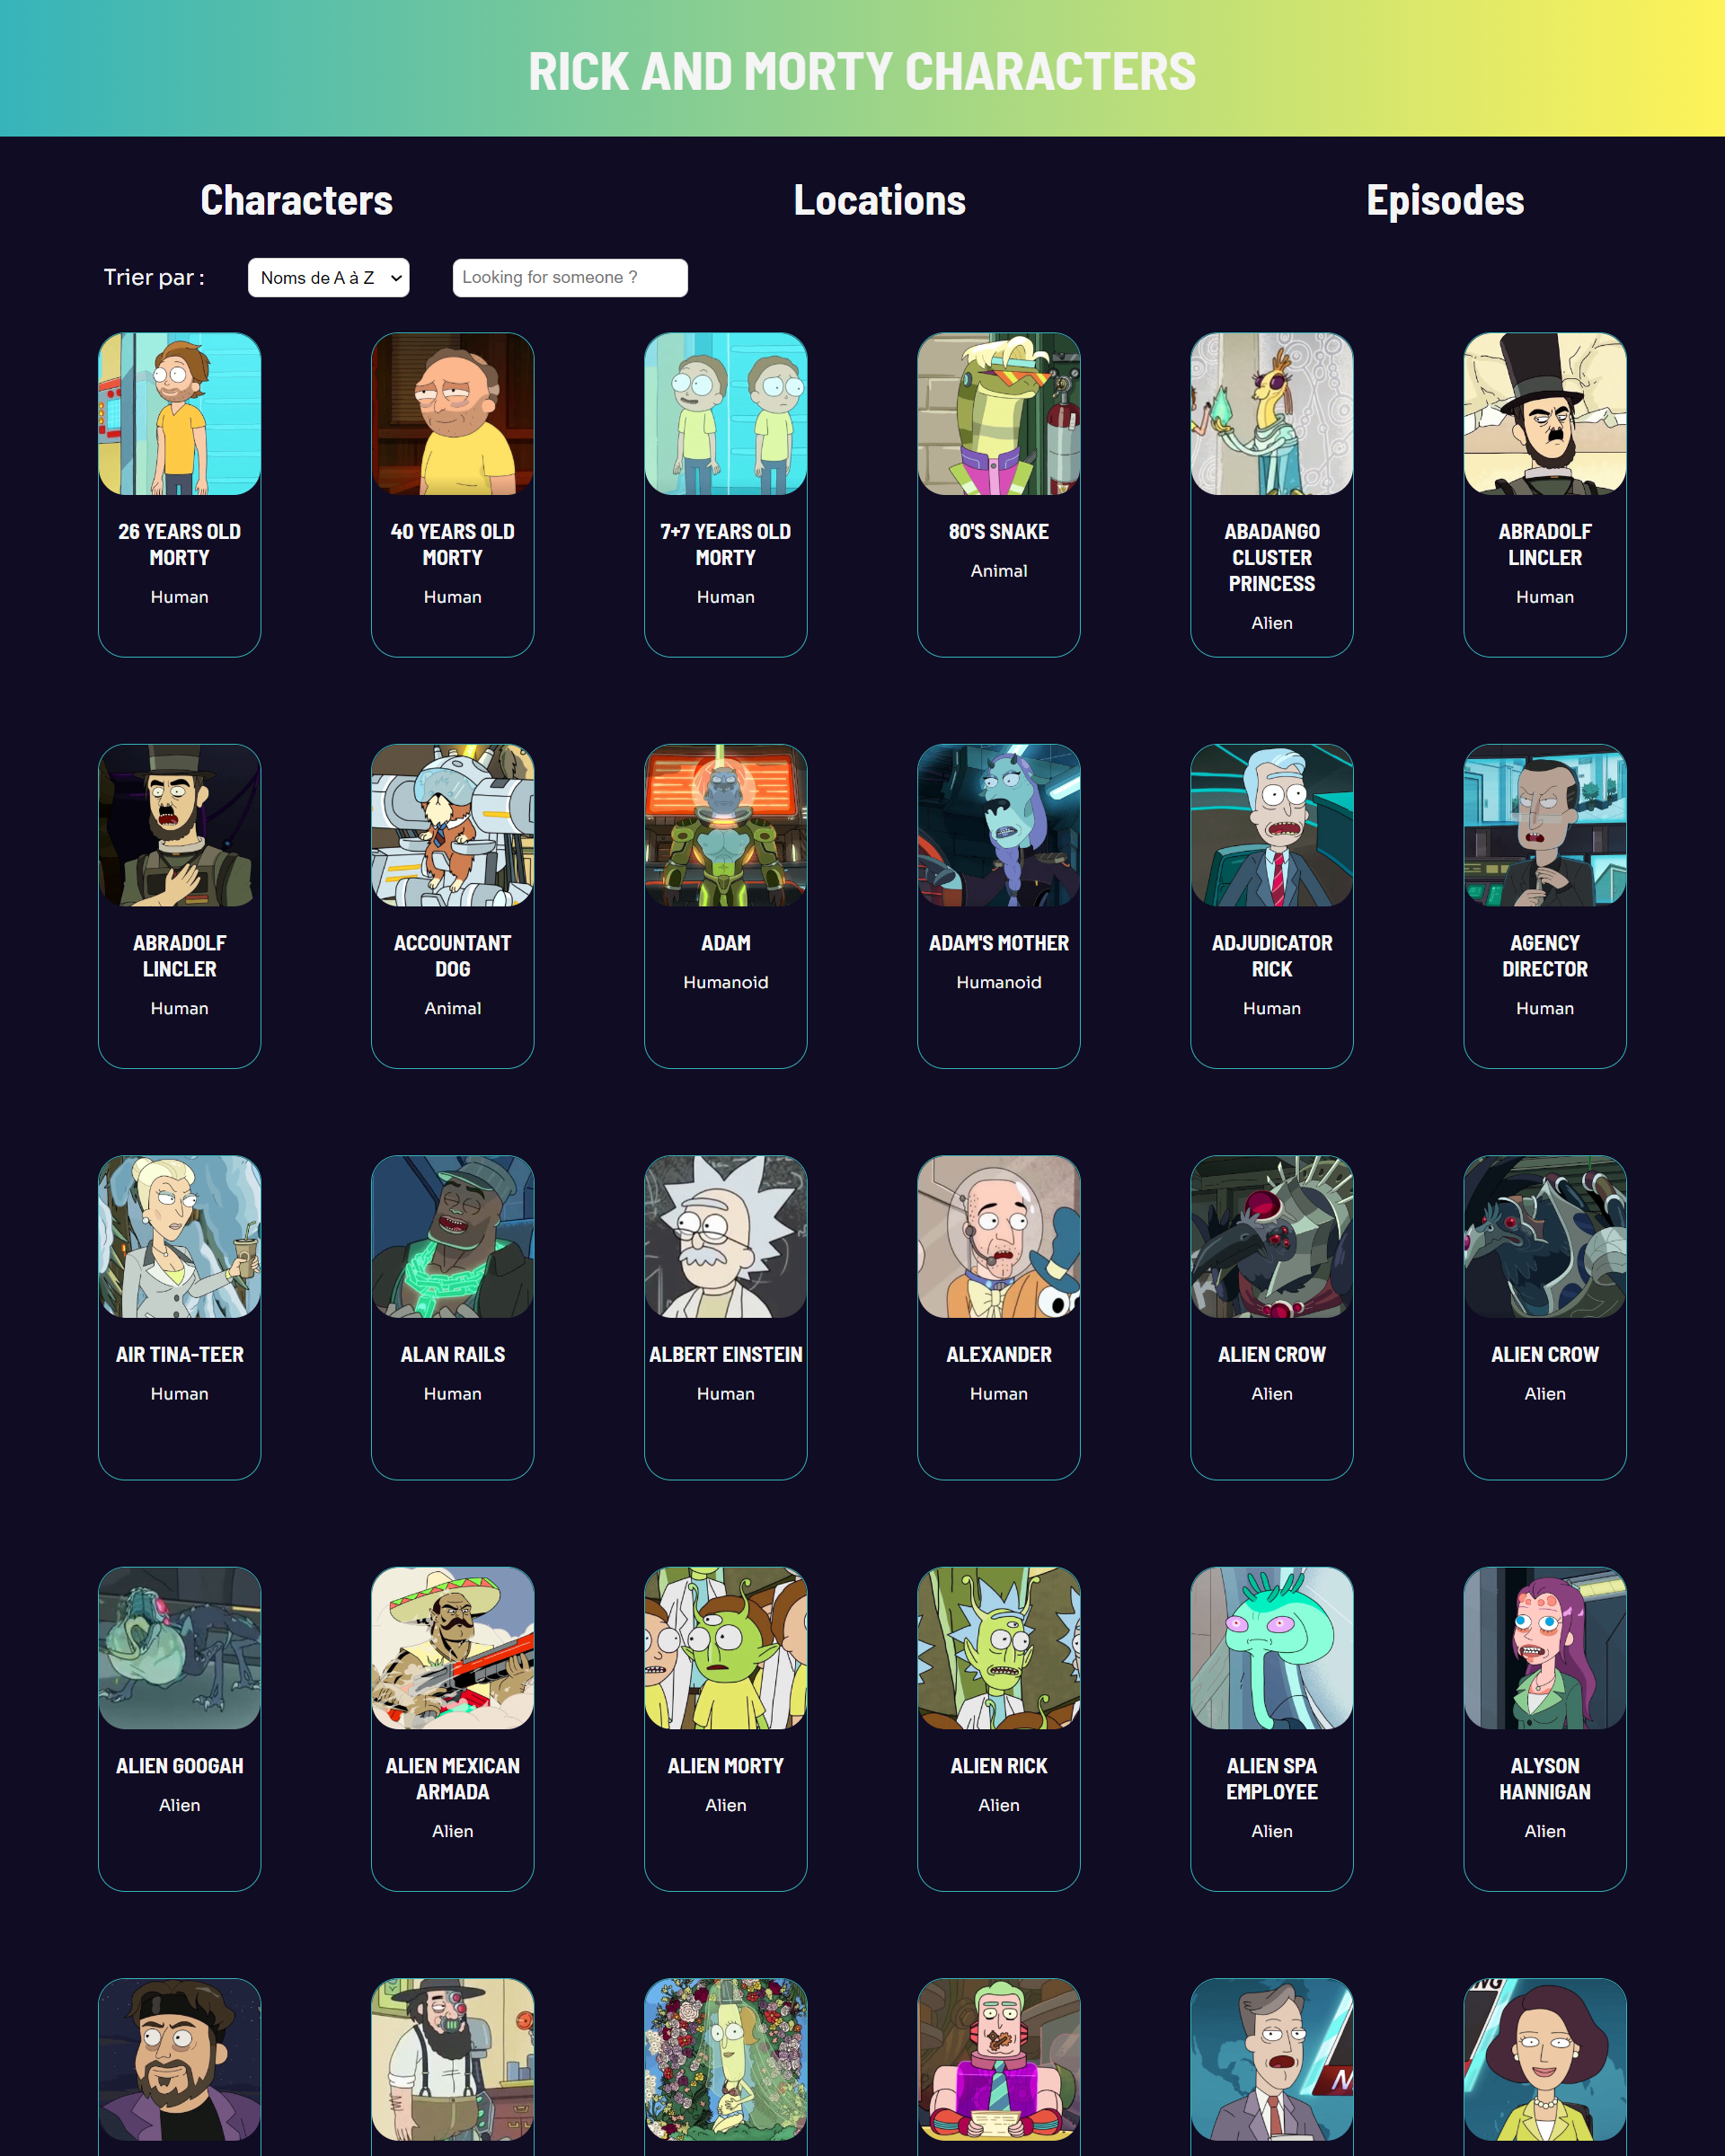 RICK AND MORTY CHARACTERS
Characters
Locations
Episodes
Trier par :
Noms de A à Z
Looking for someone ?
26 YEARS OLD
MORTY
Human
40 YEARS OLD
MORTY
Human
7+7 YEARS OLD
MORTY
Human
80'S SNAKE
Animal
ABADANGO
CLUSTER
PRINCESS
Alien
ABRADOLF
LINCLER
Human
ABRADOLF
LINCLER
Human
ACCOUNTANT
DOG
Animal
ADAM
Humanoid
ADAM'S MOTHER
Humanoid
ADJUDICATOR
RICK
Human
AGENCY
DIRECTOR
Human
AIR TINA-TEER
Human
ALAN RAILS
Human
ALBERT EINSTEIN
Human
ALEXANDER
Human
ALIEN CROW
Alien
ALIEN CROW
Alien
ALIEN GOOGAH
Alien
ALIEN MEXICAN
ARMADA
Alien
ALIEN MORTY
Alien
ALIEN RICK
Alien
ALIEN SPA
EMPLOYEE
Alien
ALYSON
HANNIGAN
Alien